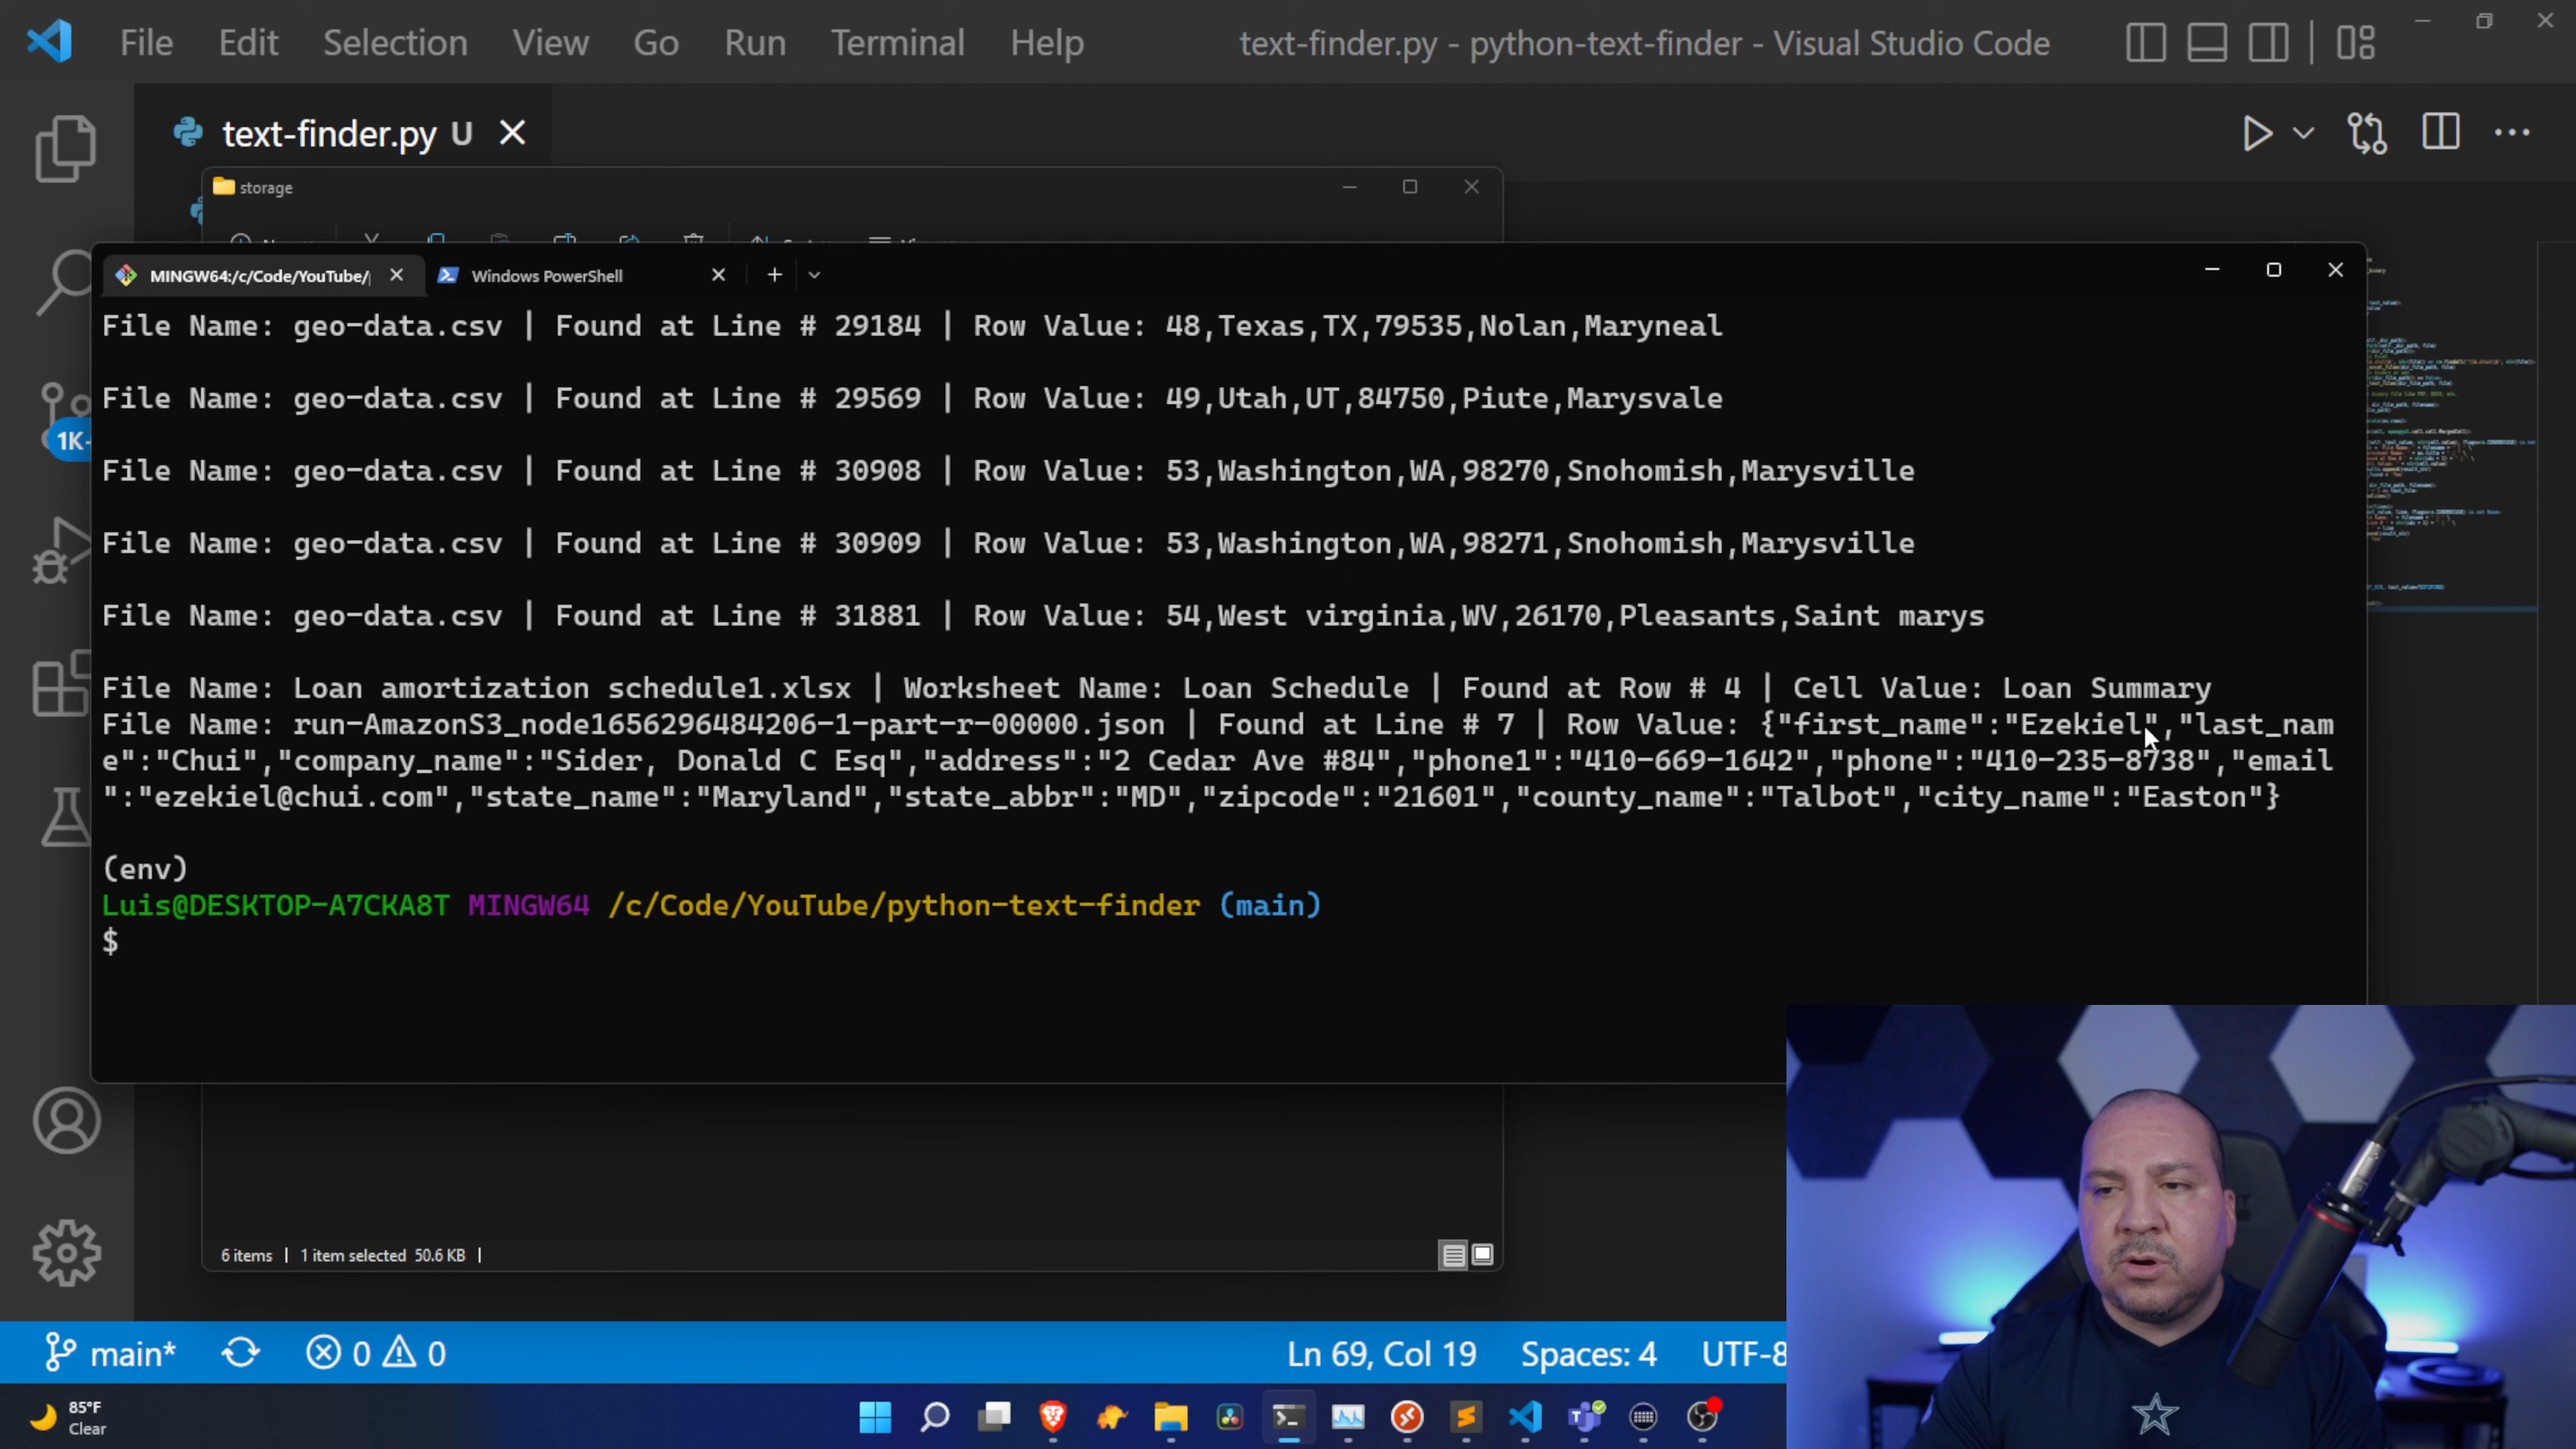 File Edit Selection View Go Run Terminal Help
text-finder.py - python-text-finder - Visual Studio Code
text-finder.py U
storage
MINGW64:/c/Code/YouTube/
Windows PowerShell
File Name: geo-data.csv | Found at Line # 29184 | Row Value: 48,Texas,TX,79535,Nolan,Maryneal
File Name: geo-data.csv | Found at Line # 29569 | Row Value: 49,Utah,UT,84750,Piute,Marysvale
File Name: geo-data.csv | Found at Line # 30908 | Row Value: 53,Washington,WA,98270,Snohomish,Marysville
File Name: geo-data.csv | Found at Line # 30909 | Row Value: 53,Washington,WA,98271,Snohomish,Marysville
File Name: geo-data.csv | Found at Line # 31881 | Row Value: 54,West virginia,WV,26170,Pleasants,Saint marys
File Name: Loan amortization schedule1.xlsx | Worksheet Name: Loan Schedule | Found at Row # 4 | Cell Value: Loan Summary
File Name: run-AmazonS3_node1656296484206-1-part-r-00000.json | Found at Line # 7 | Row Value: {"first_name":"Ezekiel","last_nam
e":"Chui","company_name":"Sider, Donald C Esq","address":"2 Cedar Ave #84","phone1":"410-669-1642","phone":"410-235-8738","email
":"ezekiel@chui.com","state_name":"Maryland","state_abbr":"MD","zipcode":"21601","county_name":"Talbot","city_name":"Easton"}
(env)
Luis@DESKTOP-A7CKA8T MINGW64 /c/Code/YouTube/python-text-finder (main)
$
1K
6 items | 1 item selected 50.6 KB |
main* 0 0
Ln 69, Col 19 Spaces: 4 UTF-8
85°F
Clear